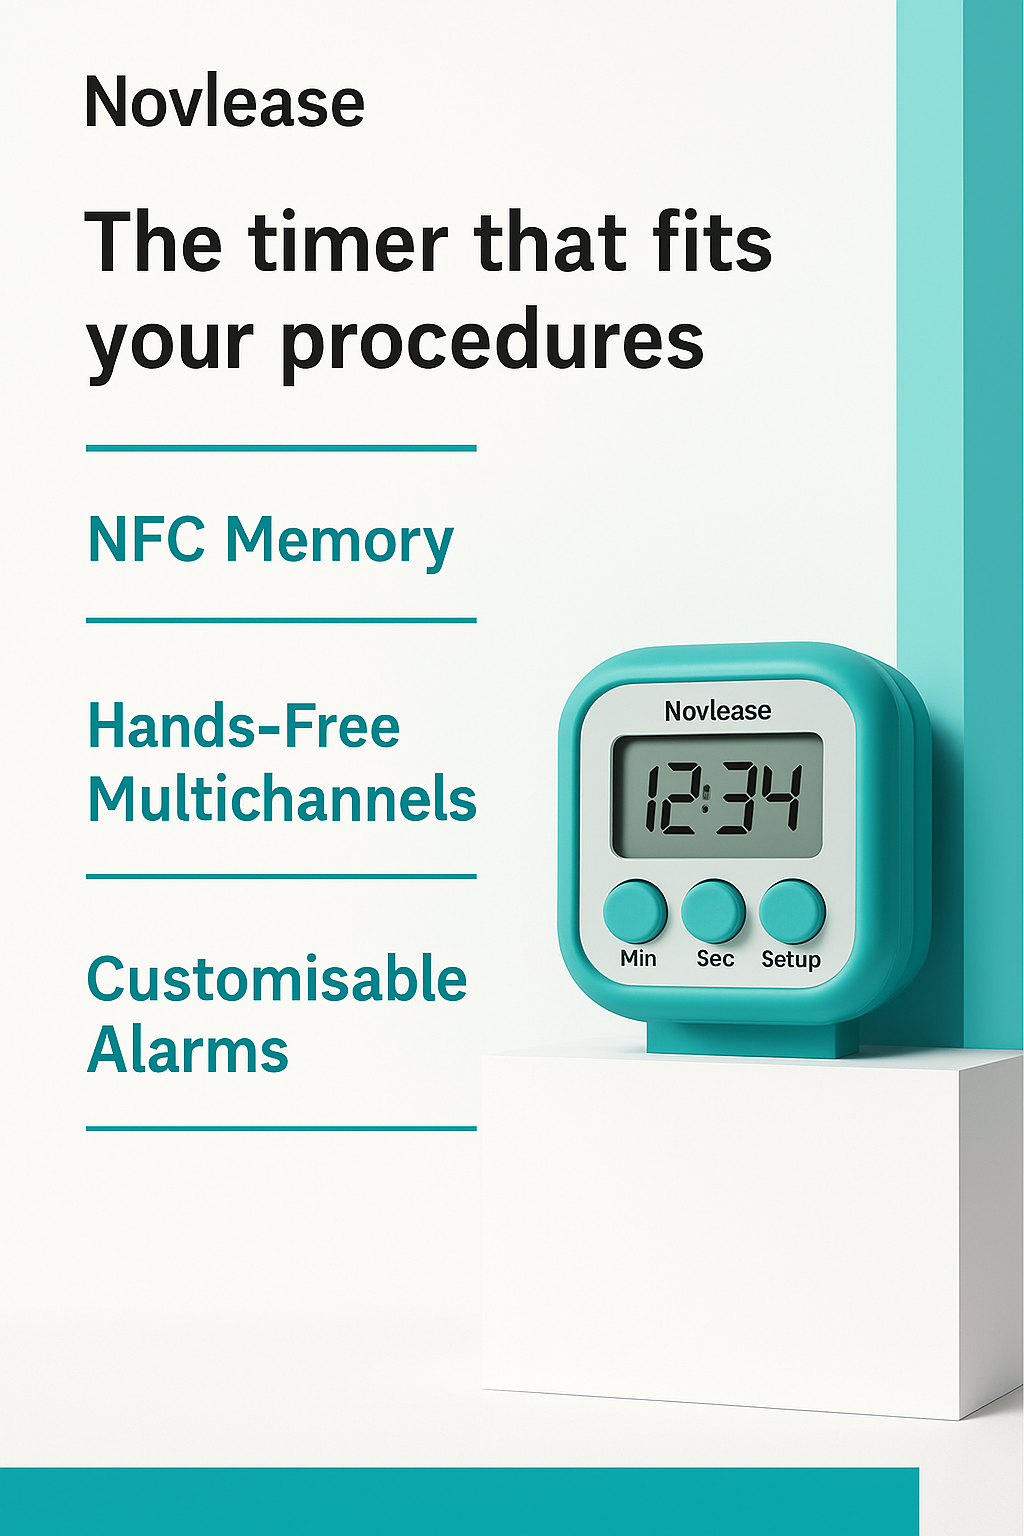 Novlease
The timer that fits
your procedures
NFC Memory
Hands-Free
Multichannels
Customisable
Alarms
Novlease
12:34
Min Sec Setup